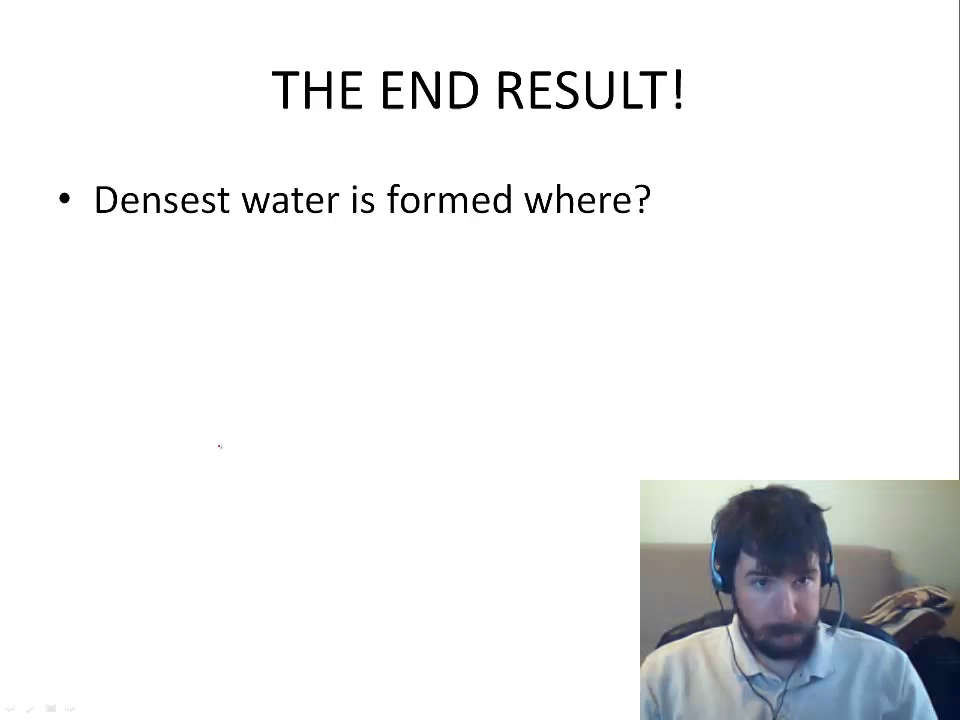 THE END RESULT!
• Densest water is formed where?